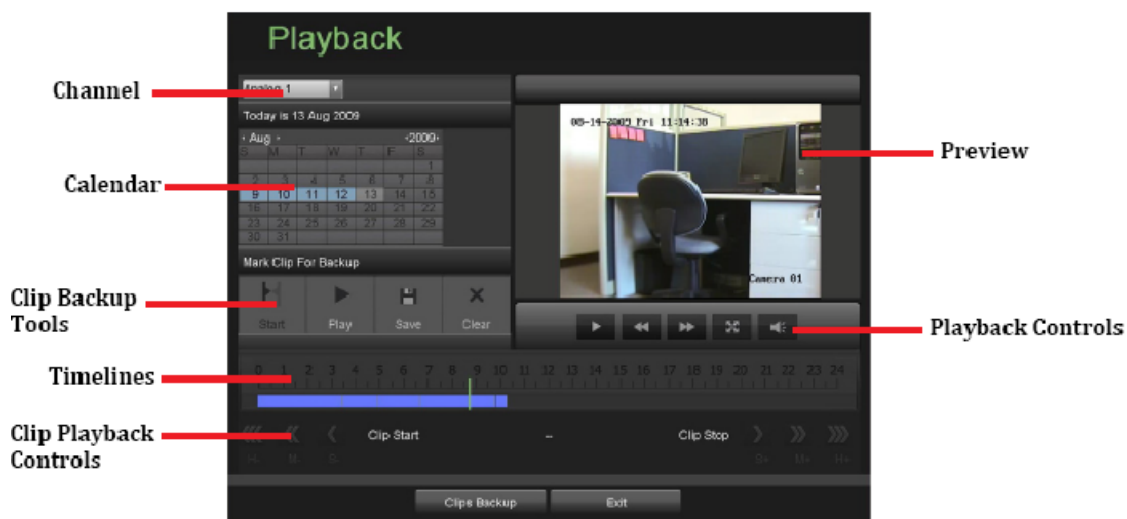 Playback
Channel
Analog 1
Today is 13 Aug 2009
Aug 2009
S M T W T F S
1
2 3 4 5 6 7 8
9 10 11 12 13 14 15
16 17 18 19 20 21 22
23 24 25 26 27 28 29
30 31
Calendar
08-14-2009 Fri 11:14:38
Camera 01
Preview
Mark Clip For Backup
Clip Backup
Tools
Start Play Save Clear
Playback Controls
Timelines
0 1 2 3 4 5 6 7 8 9 10 11 12 13 14 15 16 17 18 19 20 21 22 23 24
Clip Playback
Controls
Clip Start – Clip Stop
H- M- S- S+ M+ H+
Clips Backup Exit